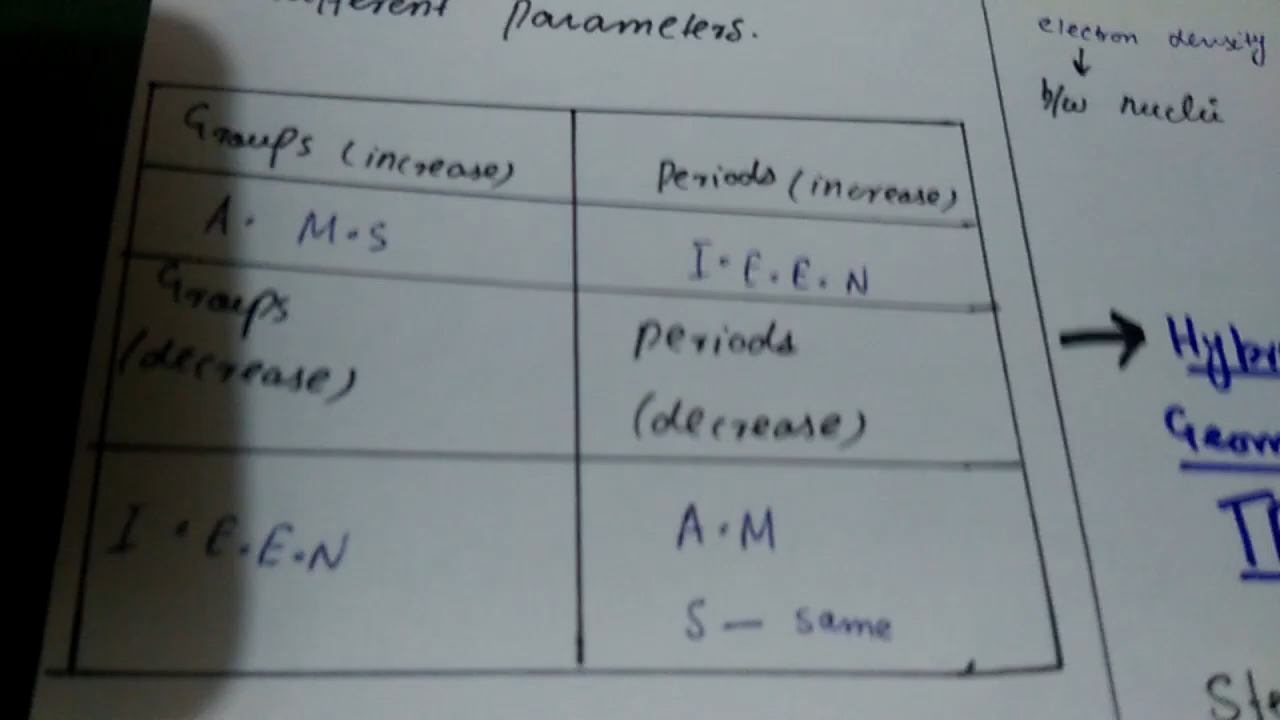 parameters.
Groups (increase)
periods (increase)
A. M.S
I.E.E.N
Groups
(decrease)
periods
(decrease)
I.E.E.N
A.M
S - same
electron density
↓
b/w nuclei
→